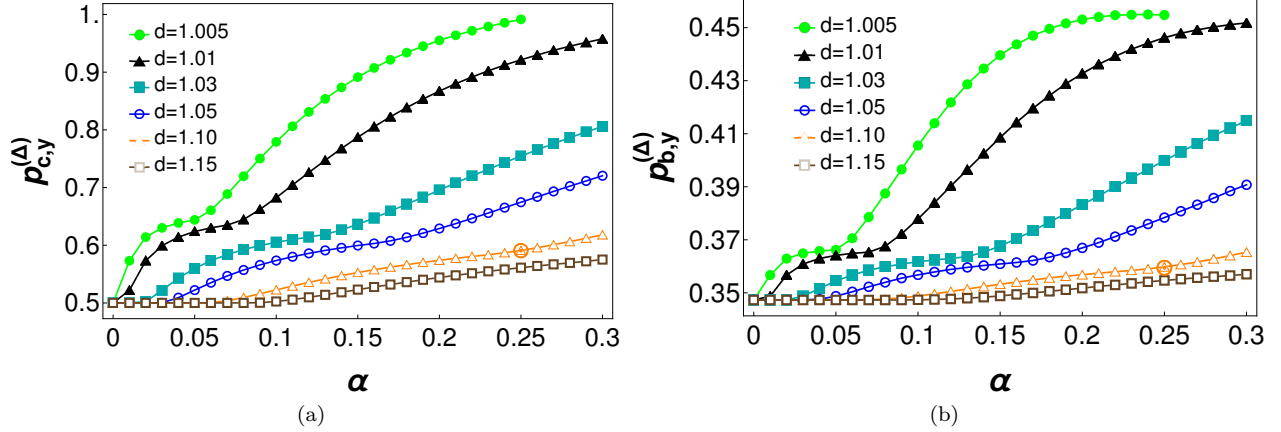 1.
0.9
0.8
0.7
0.6
0.5
p_{c,y}^{(Δ)}
d=1.005
d=1.01
d=1.03
d=1.05
d=1.10
d=1.15
0 0.05 0.1 0.15 0.2 0.25 0.3
α
(a)
0.45
0.43
0.41
0.39
0.37
0.35
p_{b,y}^{(Δ)}
d=1.005
d=1.01
d=1.03
d=1.05
d=1.10
d=1.15
0 0.05 0.1 0.15 0.2 0.25 0.3
α
(b)